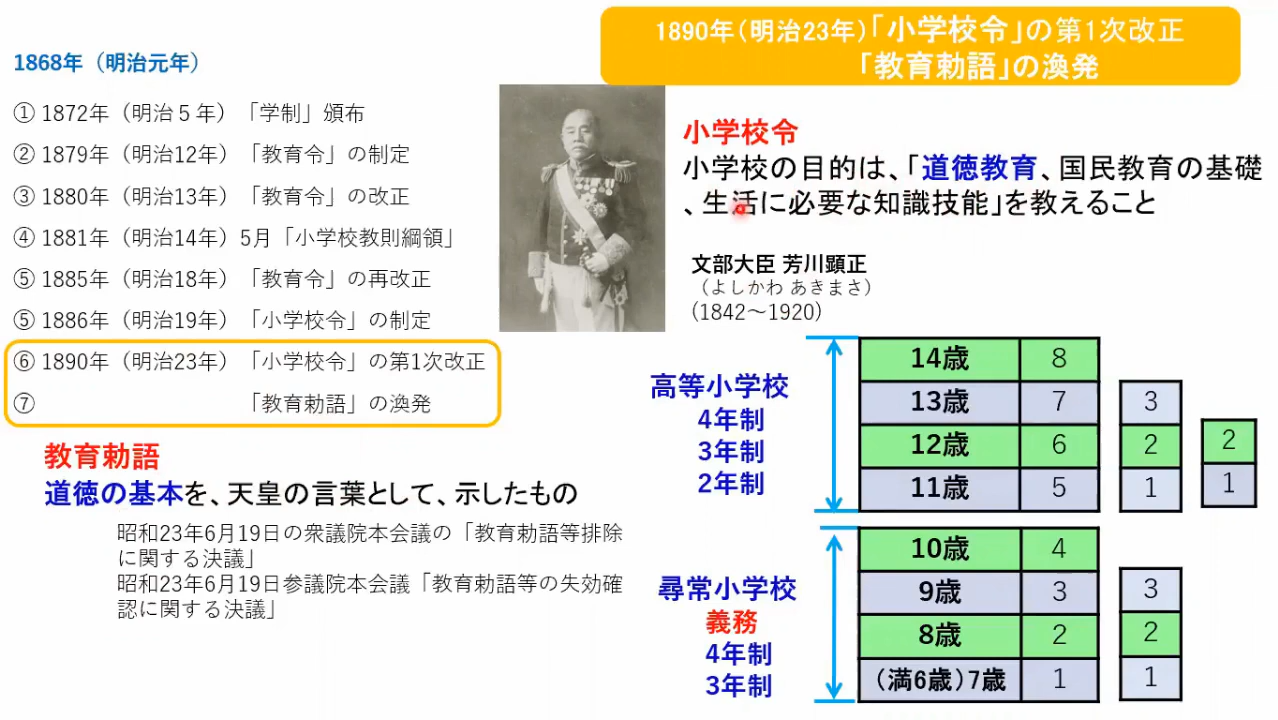 1890年（明治23年）「小学校令」の第1次改正
「教育勅語」の渙発
1868年（明治元年）
① 1872年（明治５年）「学制」頒布
② 1879年（明治12年）「教育令」の制定
③ 1880年（明治13年）「教育令」の改正
④ 1881年（明治14年）5月「小学校教則綱領」
⑤ 1885年（明治18年）「教育令」の再改正
⑤ 1886年（明治19年）「小学校令」の制定
⑥ 1890年（明治23年）「小学校令」の第1次改正
⑦ 「教育勅語」の渙発
教育勅語
道徳の基本を、天皇の言葉として、示したもの
昭和23年6月19日の衆議院本会議の「教育勅語等排除
に関する決議」
昭和23年6月19日参議院本会議「教育勅語等の失効確
認に関する決議」
小学校令
小学校の目的は、「道徳教育、国民教育の基礎
、生活に必要な知識技能」を教えること
文部大臣 芳川顕正
（よしかわ あきまさ）
(1842～1920)
高等小学校
4年制
3年制
2年制
14歳 8
13歳 7 3
12歳 6 2 2
11歳 5 1 1
尋常小学校
義務
4年制
3年制
10歳 4
9歳 3 3
8歳 2 2
（満6歳）7歳 1 1